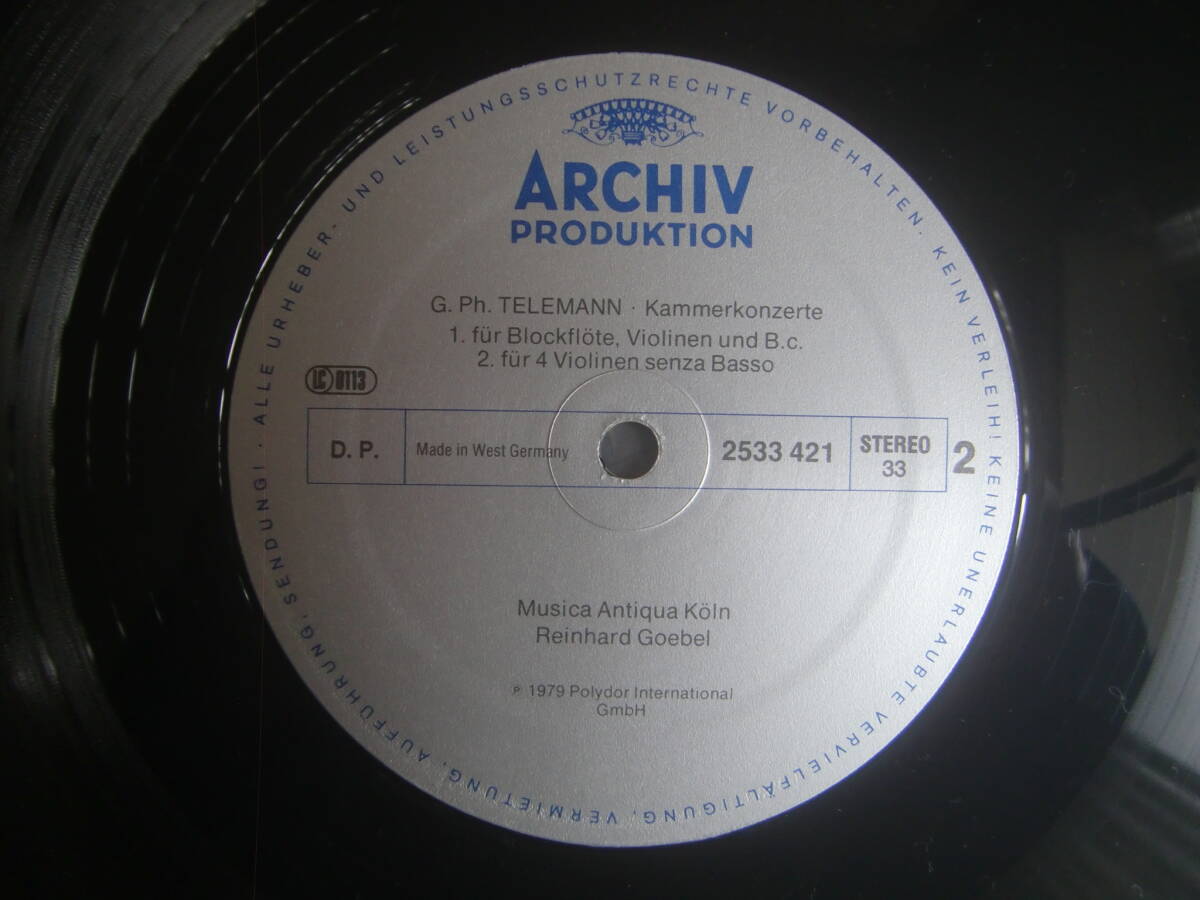 ALLE URHEBER- UND LEISTUNGSSCHUTZRECHTE VORBEHALTEN. KEIN VERLEIH! KEINE UNERLAUBTE VERVIELFÄLTIGUNG, VERMIETUNG, AUFFÜHRUNG, SENDUNG! ·
ARCHIV
PRODUKTION
G. Ph. TELEMANN · Kammerkonzerte
1. für Blockflöte, Violinen und B.c.
2. für 4 Violinen senza Basso
LC 0113
D. P. Made in West Germany 2533 421 STEREO 33 2
Musica Antiqua Köln
Reinhard Goebel
℗ 1979 Polydor International
GmbH